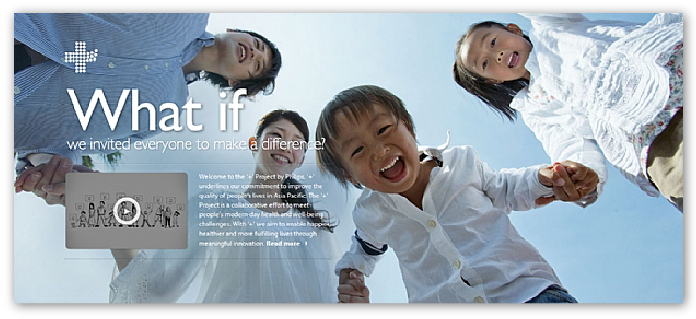 What if
we invited everyone to make a difference?
Welcome to the '+' Project by Philips. '+'
underlines our commitment to improve the
quality of people's lives in Asia Pacific. The '+'
Project is a collaborative effort to meet
people's modern day health and well-being
challenges. With '+' we aim to enable happier,
healthier and more fulfilling lives through
meaningful innovation. Read more